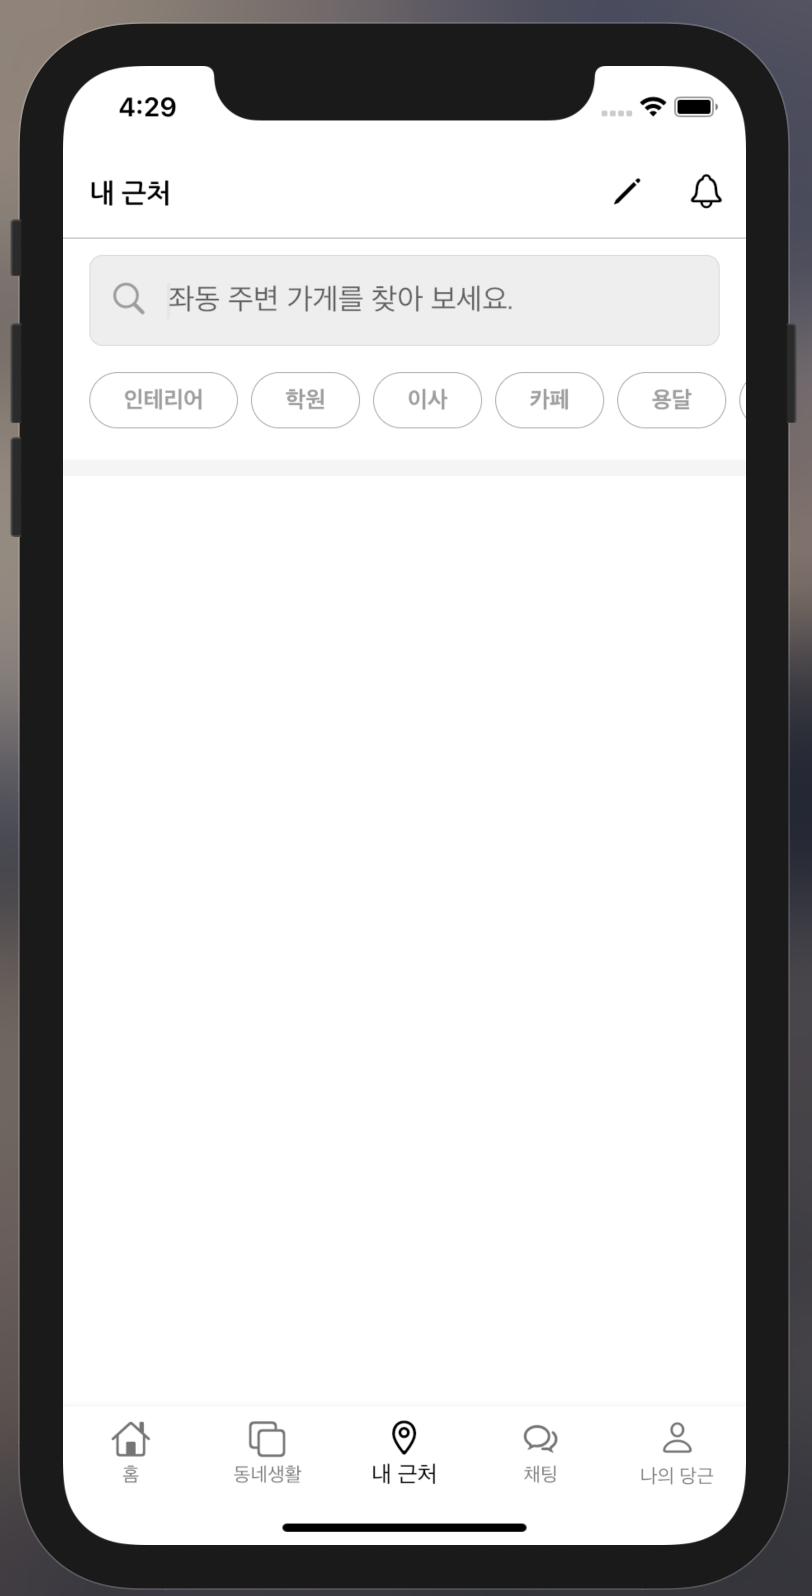 4:29
내 근처
좌동 주변 가게를 찾아 보세요.
인테리어 학원 이사 카페 용달
홈 동네생활 내 근처 채팅 나의 당근